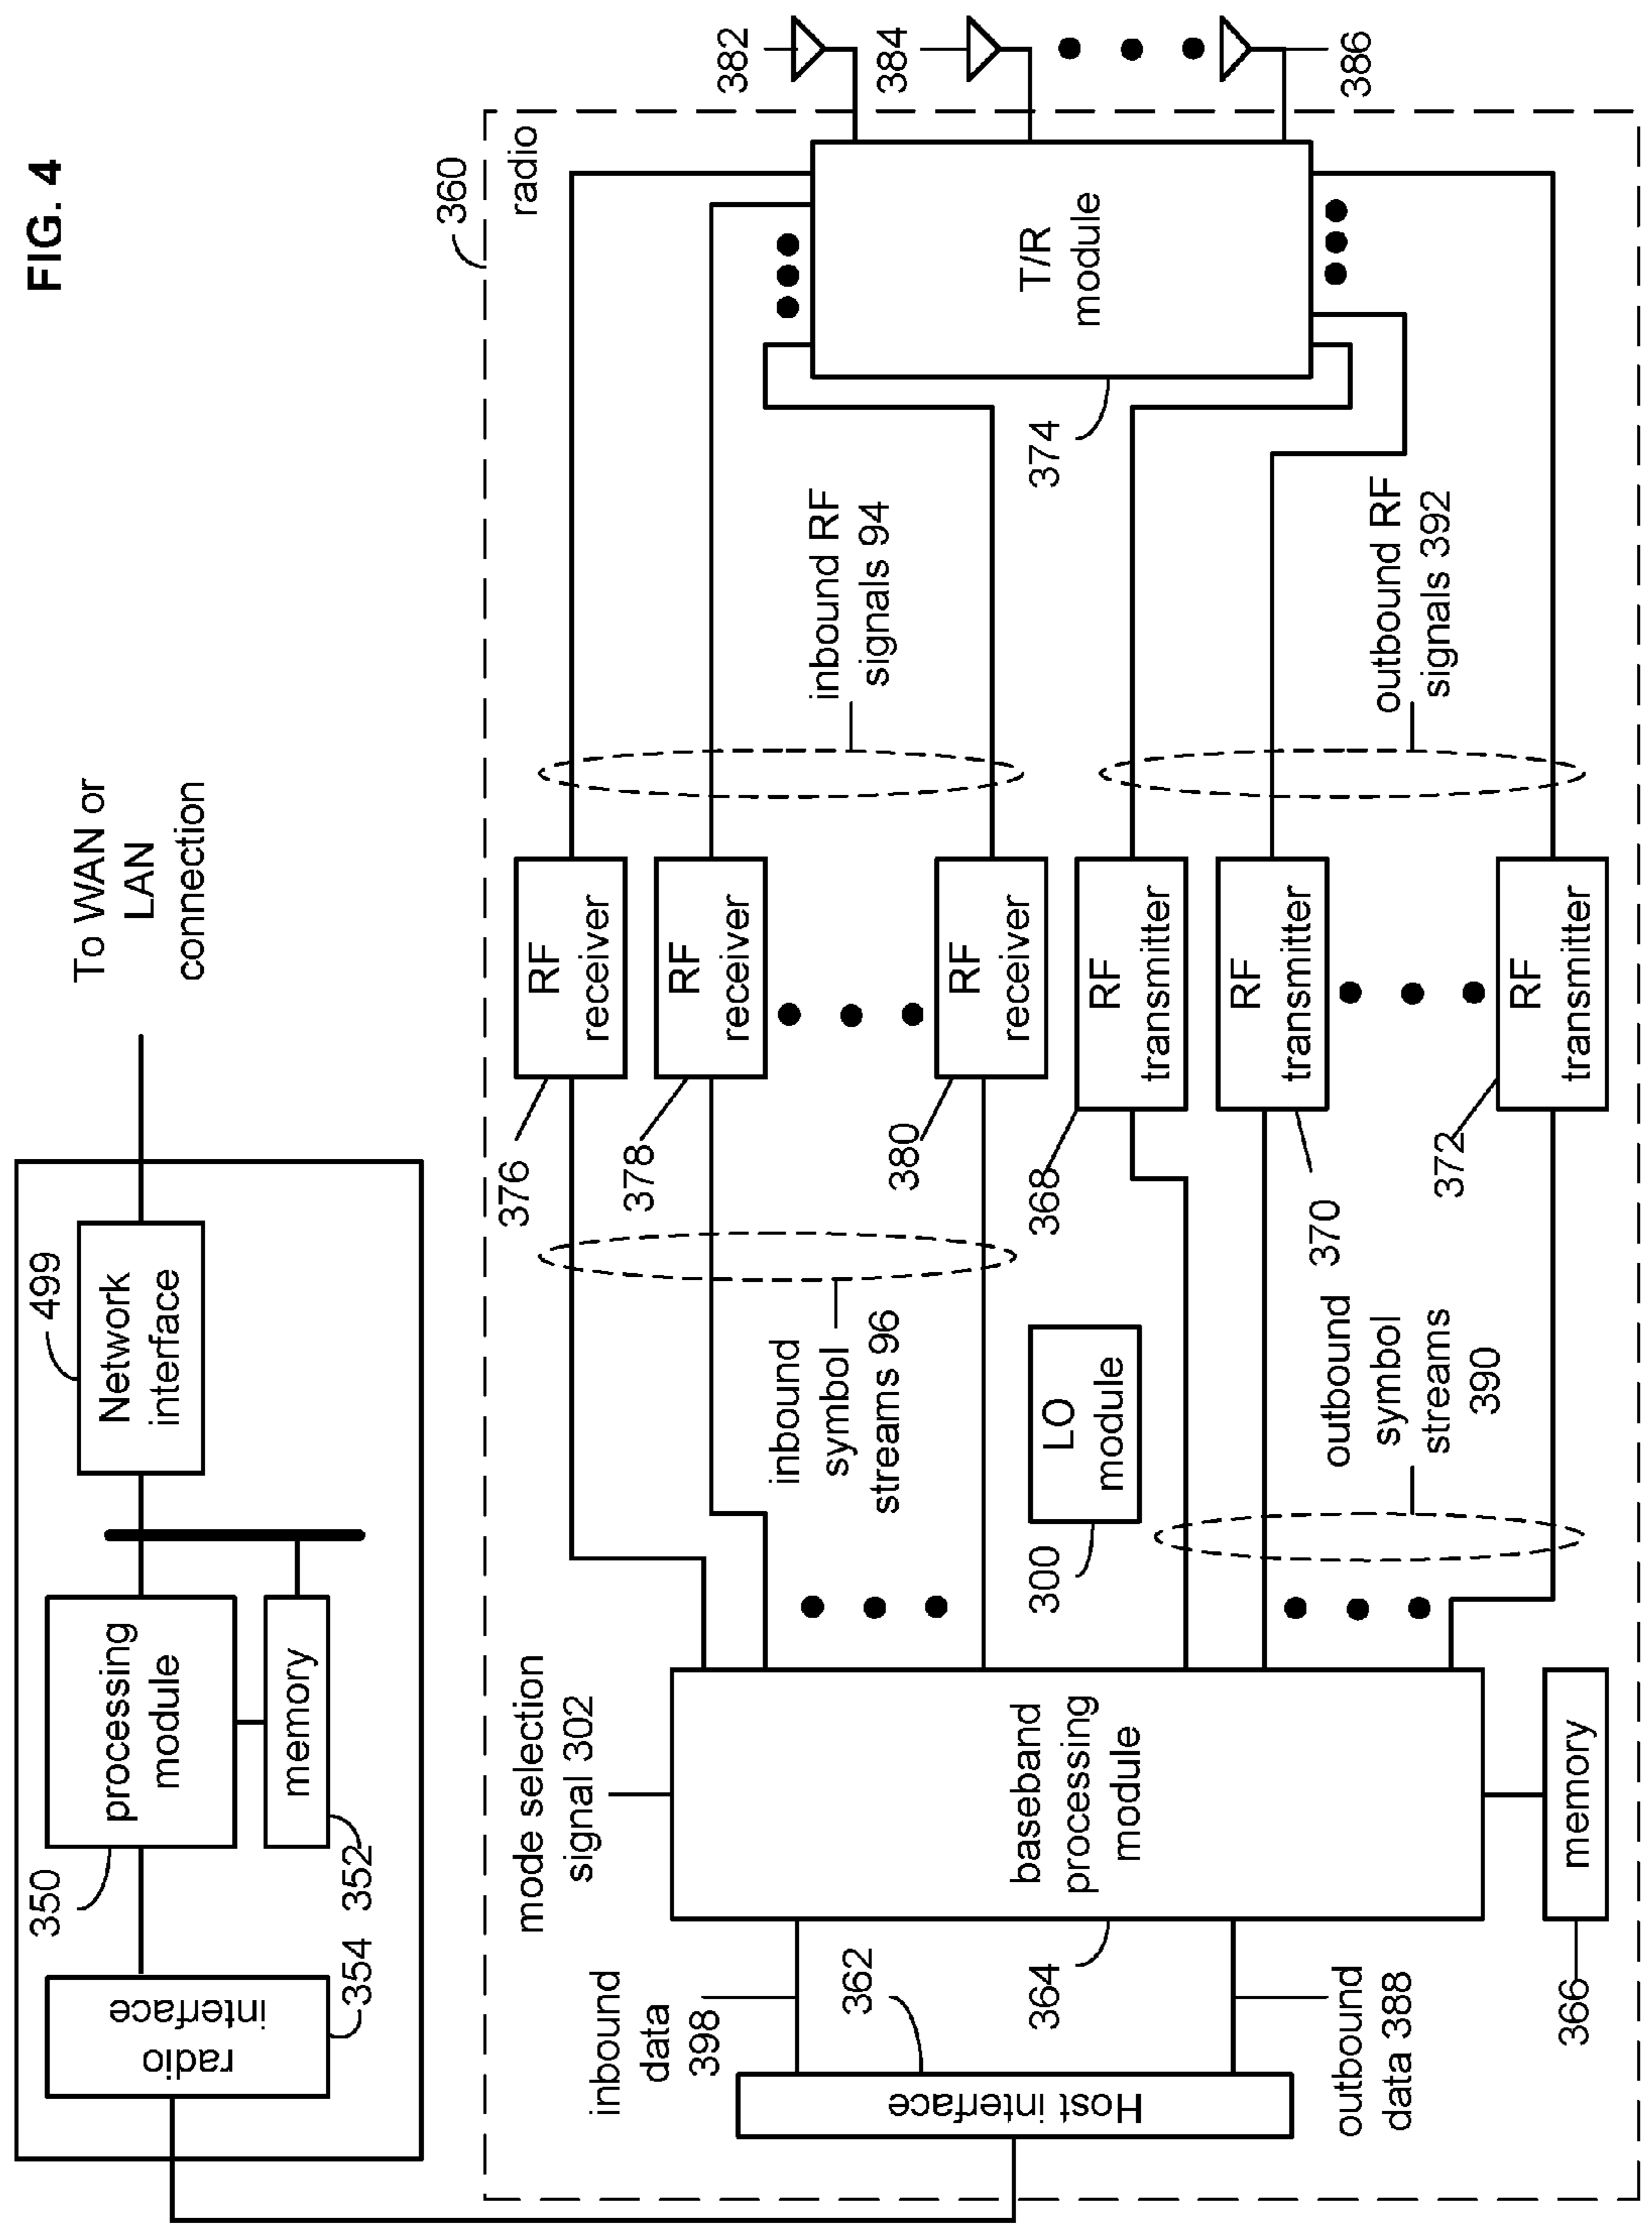 FIG. 4
To WAN or
LAN
connection
499
Network
interface
350
processing
module
memory
352
354
radio
interface
360
radio
382
384
386
T/R
module
374
inbound RF
signals 94
outbound RF
signals 392
RF
receiver
376
RF
receiver
378
RF
receiver
380
RF
transmitter
368
RF
transmitter
370
RF
transmitter
372
inbound
symbol
streams 96
LO
module
300
outbound
symbol
streams
390
mode selection
signal 302
baseband
processing
module
364
memory
366
inbound
data
398
362
Host interface
outbound
data 388